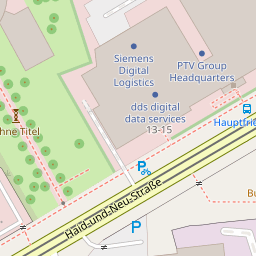 Siemens
Digital
Logistics
PTV Group
Headquarters
dds digital
data services
13-15
Hauptfrie
hne Titel
P
Haid-und-Neu-Straße
Bu
P